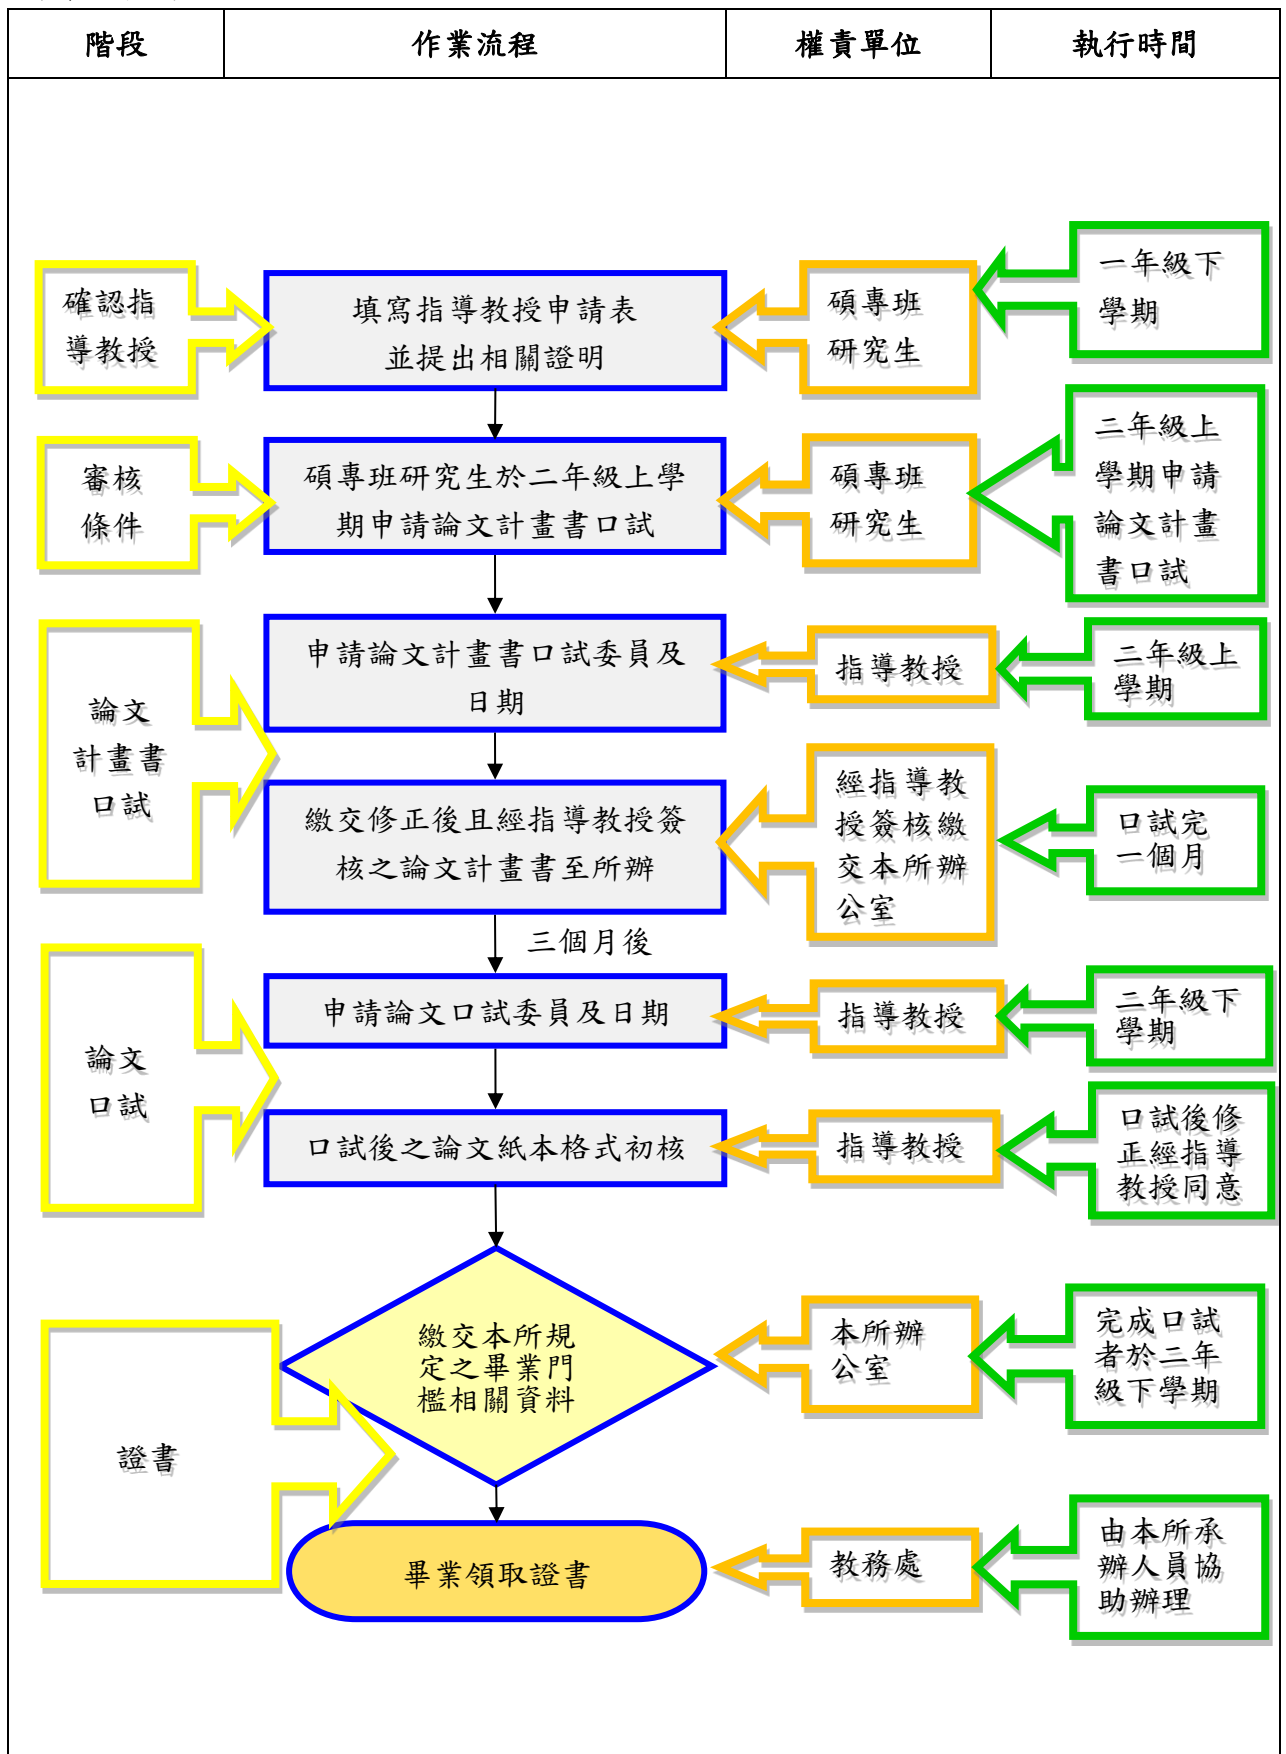 階段
作業流程
權責單位
執行時間
確認指
導教授
填寫指導教授申請表
並提出相關證明
碩專班
研究生
一年級下
學期
審核
條件
碩專班研究生於二年級上學
期申請論文計畫書口試
碩專班
研究生
二年級上
學期申請
論文計畫
書口試
論文
計畫書
口試
申請論文計畫書口試委員及
日期
指導教授
二年級上
學期
繳交修正後且經指導教授簽
核之論文計畫書至所辦
經指導教
授簽核繳
交本所辦
公室
口試完
一個月
三個月後
論文
口試
申請論文口試委員及日期
指導教授
二年級下
學期
口試後之論文紙本格式初核
指導教授
口試後修
正經指導
教授同意
證書
繳交本所規
定之畢業門
檻相關資料
本所辦
公室
完成口試
者於二年
級下學期
畢業領取證書
教務處
由本所承
辦人員協
助辦理